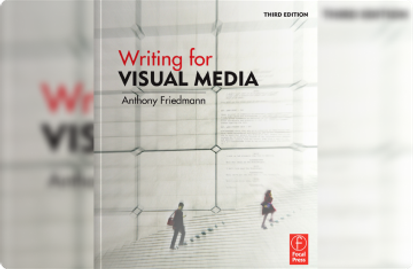 THIRD EDITION
Writing for
VISUAL MEDIA
Anthony Friedmann
Focal
Press